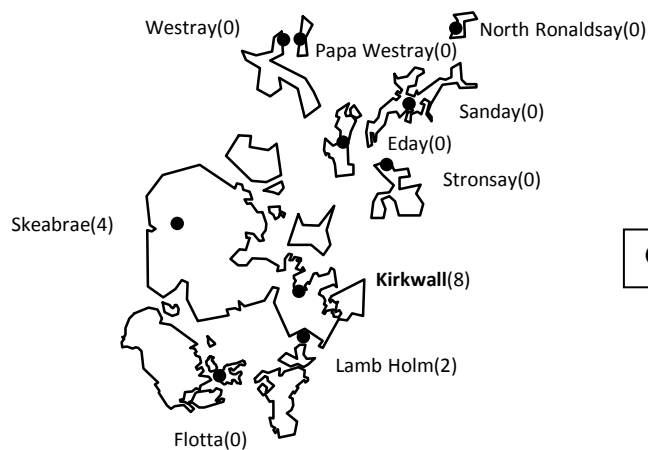 Westray(0)
North Ronaldsay(0)
Papa Westray(0)
Sanday(0)
Eday(0)
Stronsay(0)
Skeabrae(4)
Kirkwall(8)
Lamb Holm(2)
Flotta(0)